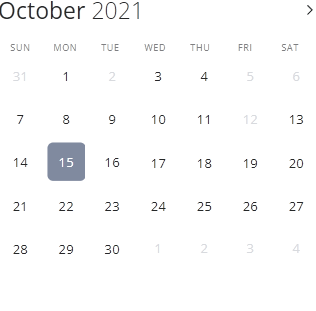 October 2021
SUN MON TUE WED THU FRI SAT
31 1 2 3 4 5 6
7 8 9 10 11 12 13
14 15 16 17 18 19 20
21 22 23 24 25 26 27
28 29 30 1 2 3 4